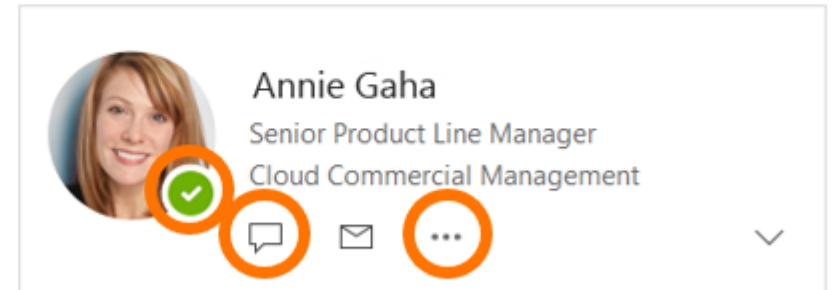 Annie Gaha
Senior Product Line Manager
Cloud Commercial Management